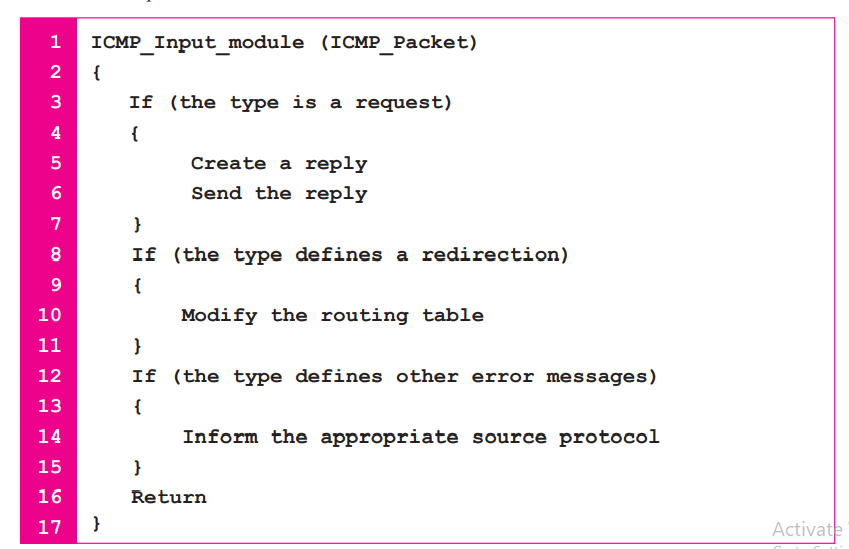 1 ICMP_Input_module (ICMP_Packet)
2 {
3 If (the type is a request)
4 {
5 Create a reply
6 Send the reply
7 }
8 If (the type defines a redirection)
9 {
10 Modify the routing table
11 }
12 If (the type defines other error messages)
13 {
14 Inform the appropriate source protocol
15 }
16 Return
17 }
Activate